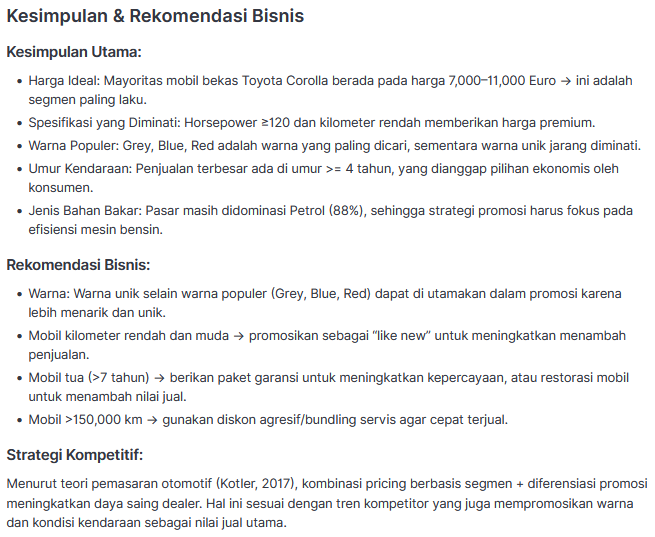 Kesimpulan & Rekomendasi Bisnis
Kesimpulan Utama:
• Harga Ideal: Mayoritas mobil bekas Toyota Corolla berada pada harga 7,000–11,000 Euro → ini adalah
segmen paling laku.
• Spesifikasi yang Diminati: Horsepower ≥120 dan kilometer rendah memberikan harga premium.
• Warna Populer: Grey, Blue, Red adalah warna yang paling dicari, sementara warna unik jarang diminati.
• Umur Kendaraan: Penjualan terbesar ada di umur >= 4 tahun, yang dianggap pilihan ekonomis oleh
konsumen.
• Jenis Bahan Bakar: Pasar masih didominasi Petrol (88%), sehingga strategi promosi harus fokus pada
efisiensi mesin bensin.
Rekomendasi Bisnis:
• Warna: Warna unik selain warna populer (Grey, Blue, Red) dapat di utamakan dalam promosi karena
lebih menarik dan unik.
• Mobil kilometer rendah dan muda → promosikan sebagai “like new” untuk meningkatkan menambah
penjualan.
• Mobil tua (>7 tahun) → berikan paket garansi untuk meningkatkan kepercayaan, atau restorasi mobil
untuk menambah nilai jual.
• Mobil >150,000 km → gunakan diskon agresif/bundling servis agar cepat terjual.
Strategi Kompetitif:
Menurut teori pemasaran otomotif (Kotler, 2017), kombinasi pricing berbasis segmen + diferensiasi promosi
meningkatkan daya saing dealer. Hal ini sesuai dengan tren kompetitor yang juga mempromosikan warna
dan kondisi kendaraan sebagai nilai jual utama.